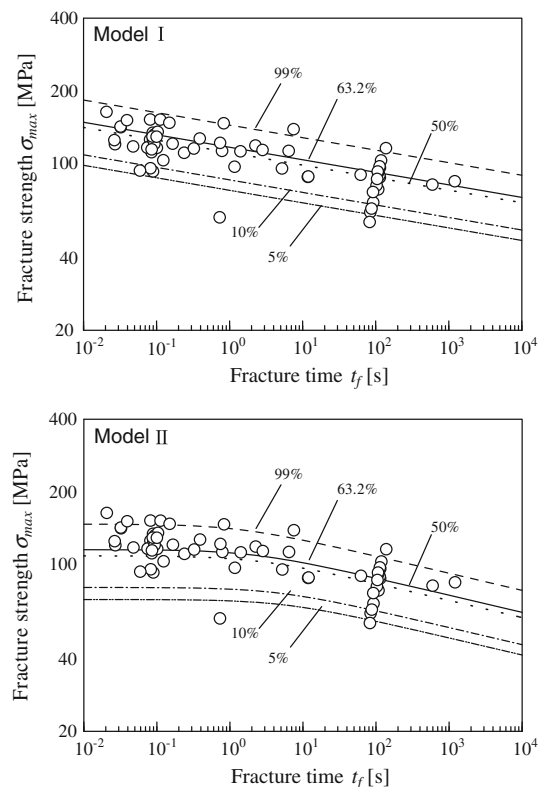 Model Ⅰ
400
200
100
40
20
Fracture strength σmax [MPa]
99%
63.2%
50%
10%
5%
10⁻² 10⁻¹ 10⁰ 10¹ 10² 10³ 10⁴
Fracture time tf [s]
Model Ⅱ
400
200
100
40
20
Fracture strength σmax [MPa]
99%
63.2%
50%
10%
5%
10⁻² 10⁻¹ 10⁰ 10¹ 10² 10³ 10⁴
Fracture time tf [s]